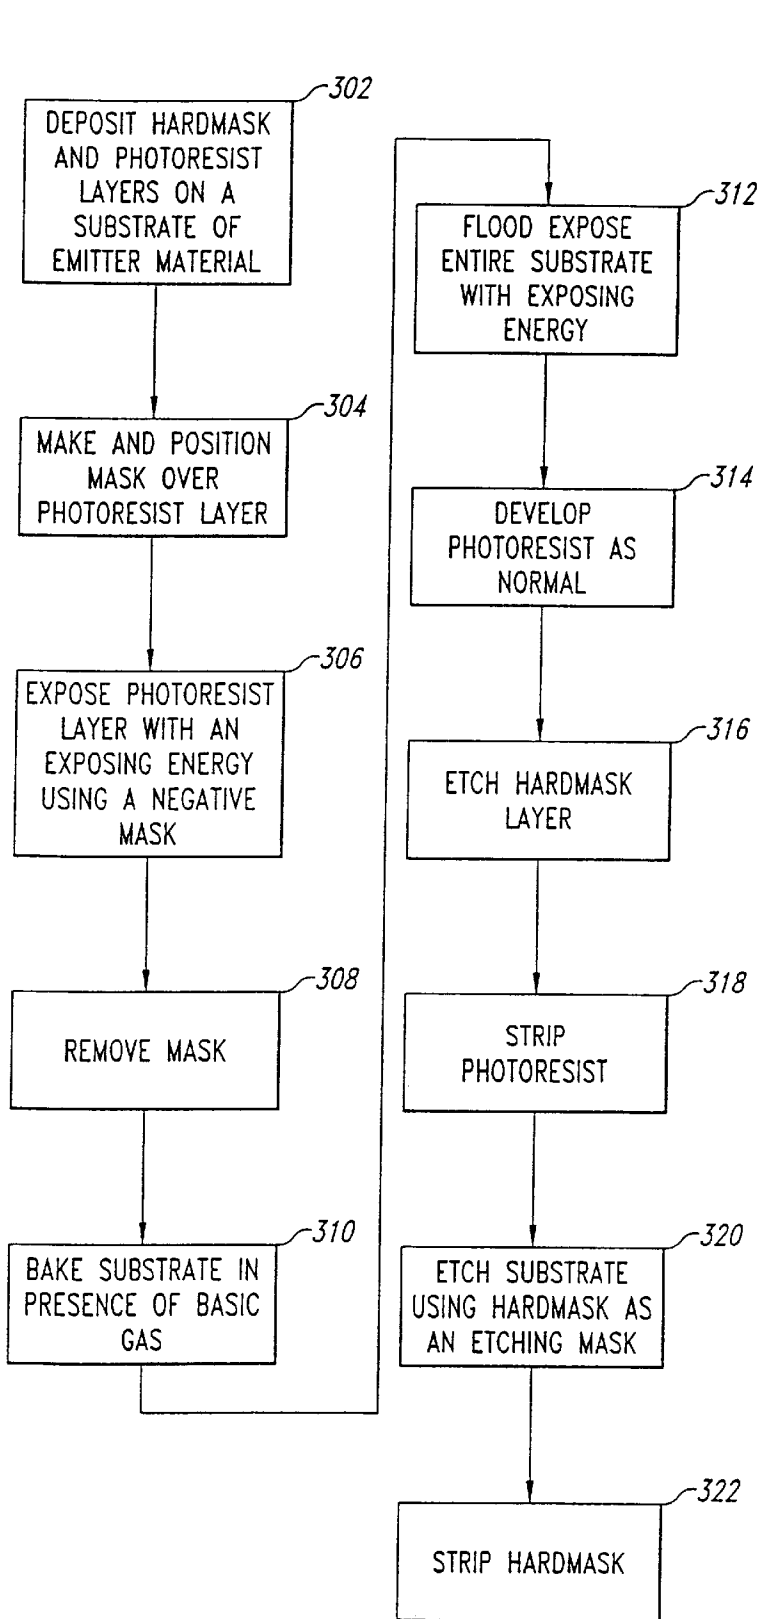 302
DEPOSIT HARDMASK
AND PHOTORESIST
LAYERS ON A
SUBSTRATE OF
EMITTER MATERIAL
304
MAKE AND POSITION
MASK OVER
PHOTORESIST LAYER
306
EXPOSE PHOTORESIST
LAYER WITH AN
EXPOSING ENERGY
USING A NEGATIVE
MASK
308
REMOVE MASK
310
BAKE SUBSTRATE IN
PRESENCE OF BASIC
GAS
312
FLOOD EXPOSE
ENTIRE SUBSTRATE
WITH EXPOSING
ENERGY
314
DEVELOP
PHOTORESIST AS
NORMAL
316
ETCH HARDMASK
LAYER
318
STRIP
PHOTORESIST
320
ETCH SUBSTRATE
USING HARDMASK AS
AN ETCHING MASK
322
STRIP HARDMASK